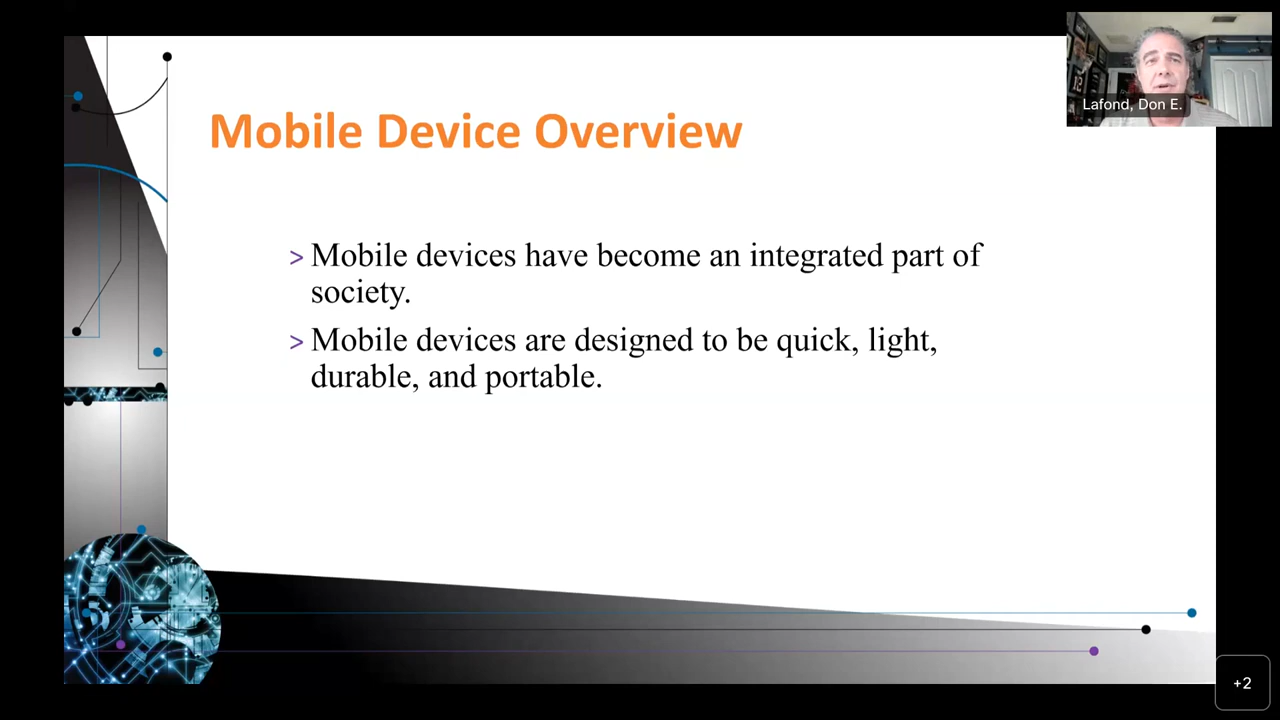 Lafond, Don E.
Mobile Device Overview
> Mobile devices have become an integrated part of
society.
> Mobile devices are designed to be quick, light,
durable, and portable.
+2